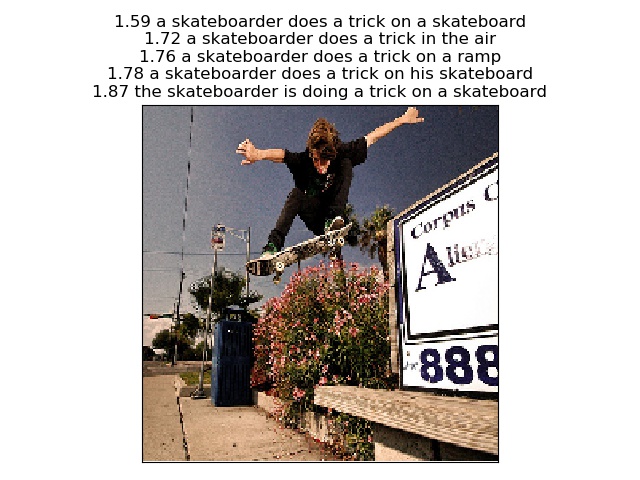 1.59 a skateboarder does a trick on a skateboard
1.72 a skateboarder does a trick in the air
1.76 a skateboarder does a trick on a ramp
1.78 a skateboarder does a trick on his skateboard
1.87 the skateboarder is doing a trick on a skateboard
Corpus C
888